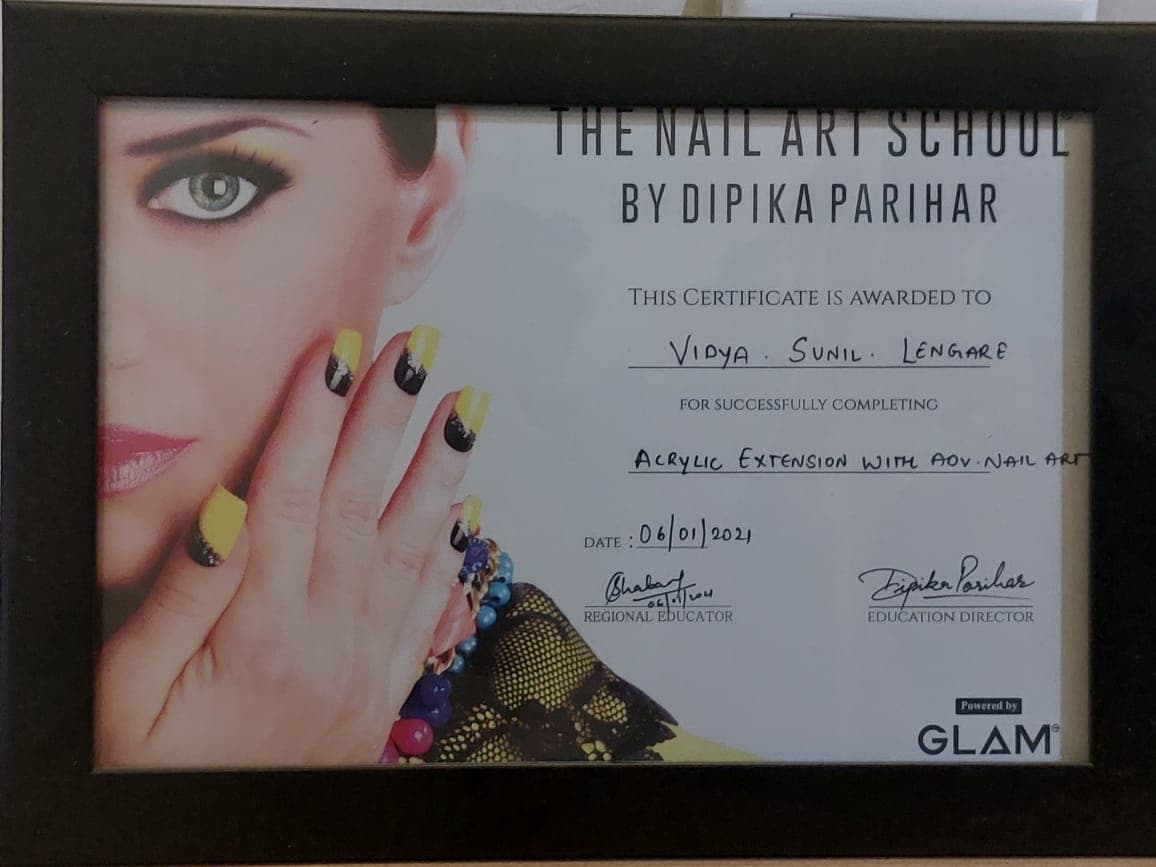 THE NAIL ART SCHOOL
BY DIPIKA PARIHAR
THIS CERTIFICATE IS AWARDED TO
VIDYA . SUNIL . LENGARE
FOR SUCCESSFULLY COMPLETING
ACRYLIC EXTENSION WITH ADV. NAIL ART
DATE : 06/01/2021
Dipika Parihar
REGIONAL EDUCATOR
EDUCATION DIRECTOR
Powered by
GLAM